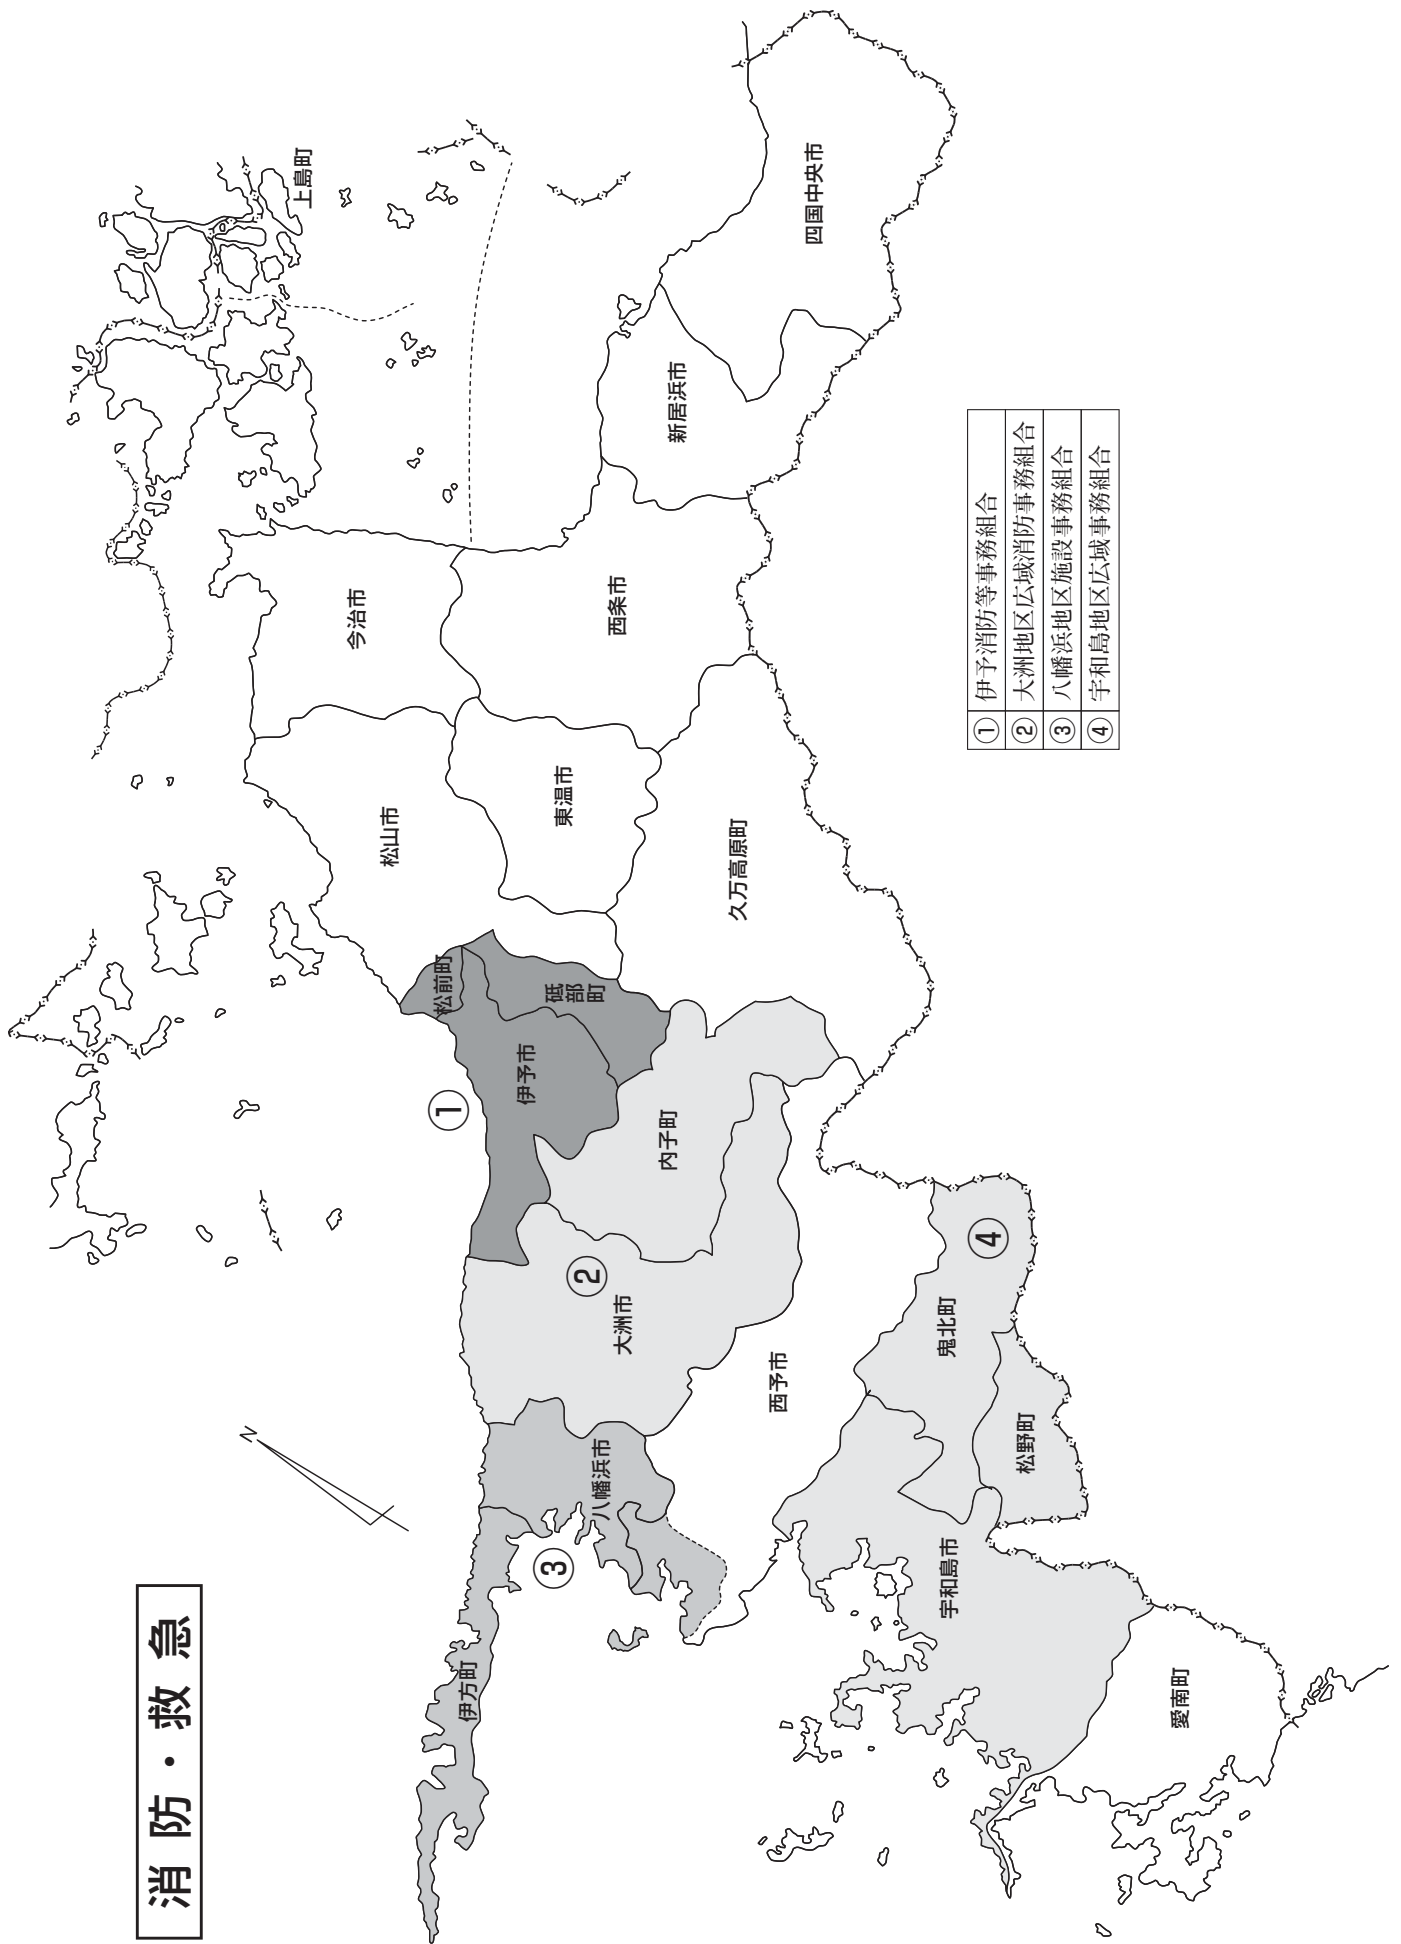 消防・救急
N
上島町
四国中央市
新居浜市
西条市
今治市
松山市
東温市
久万高原町
松前町
砥部町
伊予市
①
内子町
②
大洲市
西予市
八幡浜市
③
伊方町
④
鬼北町
松野町
宇和島市
愛南町
① 伊予消防等事務組合
② 大洲地区広域消防事務組合
③ 八幡浜地区施設事務組合
④ 宇和島地区広域事務組合